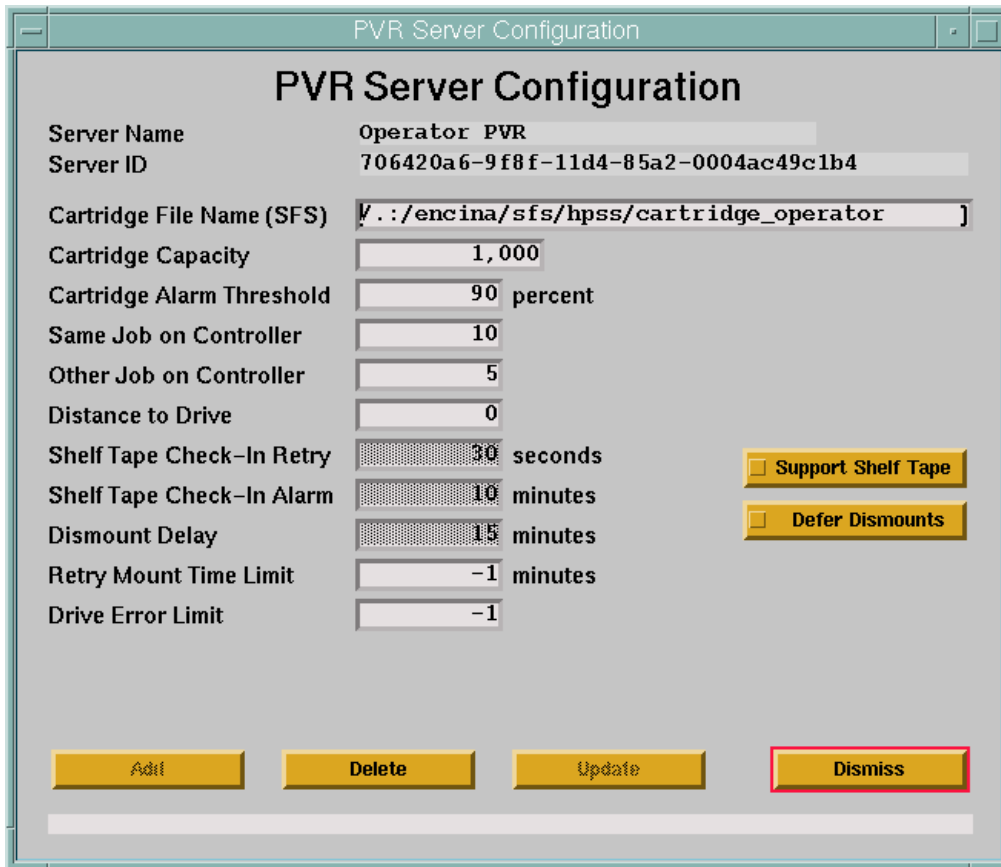 PVR Server Configuration
PVR Server Configuration
Server Name Operator PVR
Server ID 706420a6-9f8f-11d4-85a2-0004ac49c1b4
Cartridge File Name (SFS) /.:/encina/sfs/hpss/cartridge_operator
Cartridge Capacity 1,000
Cartridge Alarm Threshold 90 percent
Same Job on Controller 10
Other Job on Controller 5
Distance to Drive 0
Shelf Tape Check-In Retry 30 seconds
Support Shelf Tape
Shelf Tape Check-In Alarm 10 minutes
Defer Dismounts
Dismount Delay 15 minutes
Retry Mount Time Limit -1 minutes
Drive Error Limit -1
Add Delete Update Dismiss